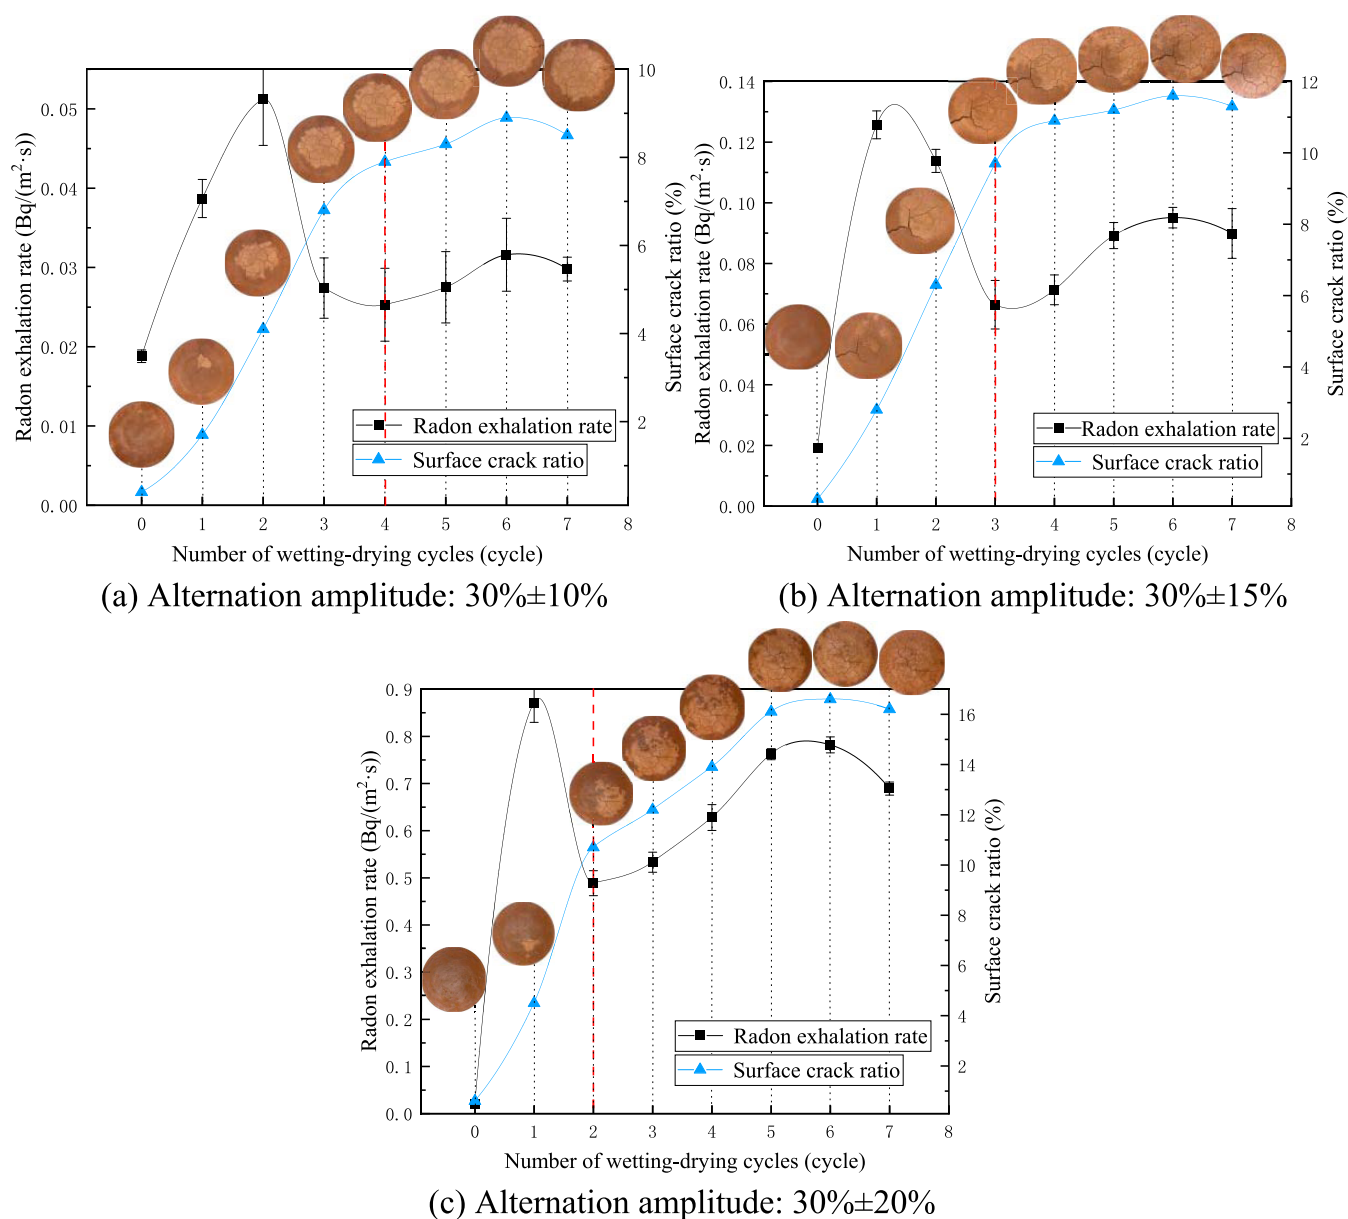 Radon exhalation rate (Bq/(m²·s))
0.05
0.04
0.03
0.02
0.01
0.00
10
8
6
4
2
Surface crack ratio (%)
Radon exhalation rate
Surface crack ratio
0 1 2 3 4 5 6 7 8
Number of wetting-drying cycles (cycle)
(a) Alternation amplitude: 30%±10%
Radon exhalation rate (Bq/(m²·s))
0.14
0.12
0.10
0.08
0.06
0.04
0.02
0.00
12
10
8
6
4
2
Surface crack ratio (%)
Radon exhalation rate
Surface crack ratio
0 1 2 3 4 5 6 7 8
Number of wetting-drying cycles (cycle)
(b) Alternation amplitude: 30%±15%
Radon exhalation rate (Bq/(m²·s))
0.9
0.8
0.7
0.6
0.5
0.4
0.3
0.2
0.1
0.0
16
14
12
10
8
6
4
2
Surface crack ratio (%)
Radon exhalation rate
Surface crack ratio
0 1 2 3 4 5 6 7 8
Number of wetting-drying cycles (cycle)
(c) Alternation amplitude: 30%±20%